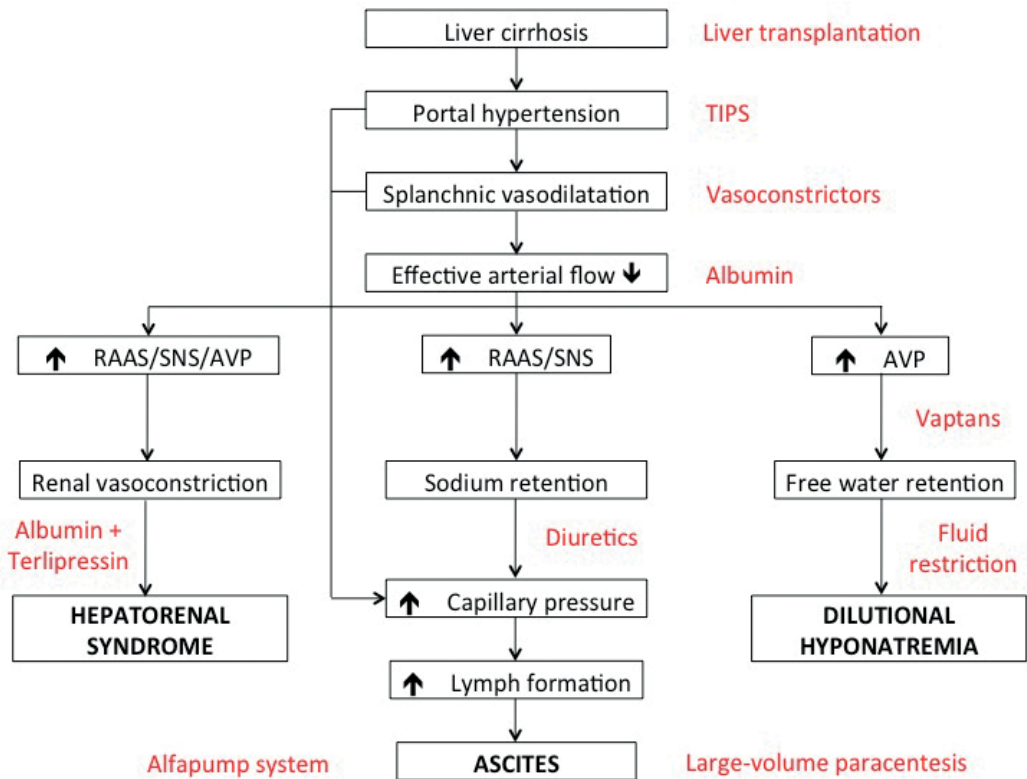 Liver cirrhosis
Liver transplantation
Portal hypertension
TIPS
Splanchnic vasodilatation
Vasoconstrictors
Effective arterial flow 🡻
Albumin
🡹 RAAS/SNS/AVP
🡹 RAAS/SNS
🡹 AVP
Vaptans
Renal vasoconstriction
Sodium retention
Free water retention
Albumin +
Terlipressin
Diuretics
Fluid
restriction
HEPATORENAL
SYNDROME
🡹 Capillary pressure
DILUTIONAL
HYPONATREMIA
🡹 Lymph formation
Alfapump system
ASCITES
Large-volume paracentesis